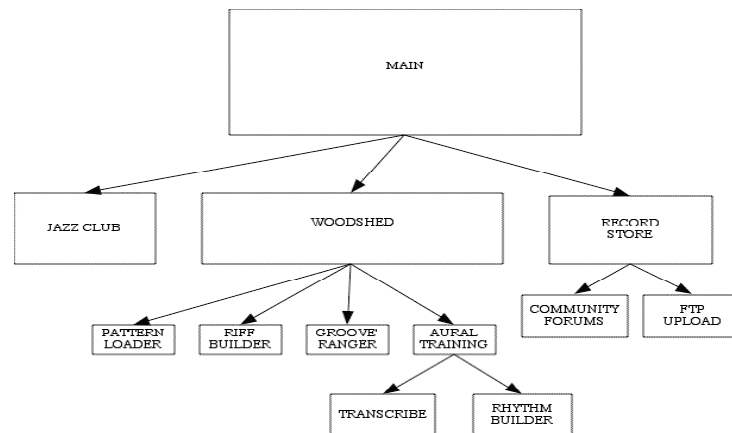 MAIN
JAZZ CLUB
WOODSHED
RECORD
STORE
PATTERN
LOADER
RIFF
BUILDER
GROOVE'
RANGER
AURAL
TRAINING
COMMUNITY
FORUMS
FTP
UPLOAD
TRANSCRIBE
RHYTHM
BUILDER